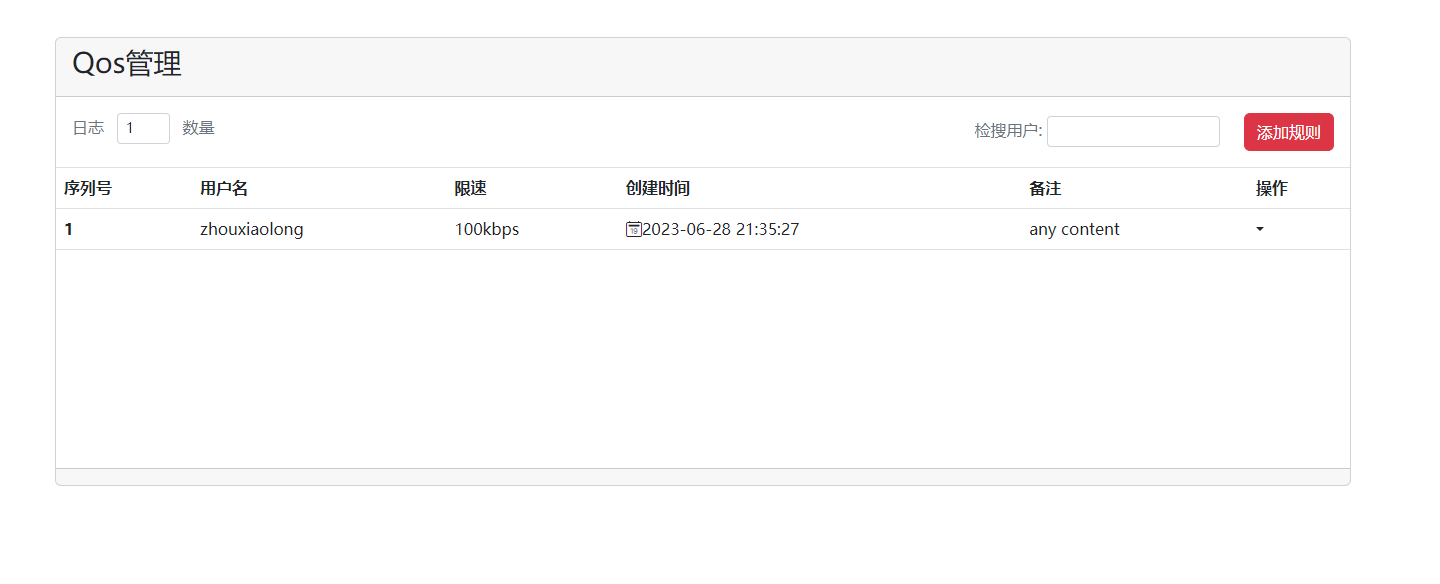 Qos管理
日志 1 数量 检搜用户: 添加规则
序列号 用户名 限速 创建时间 备注 操作
1 zhouxiaolong 100kbps 2023-06-28 21:35:27 any content